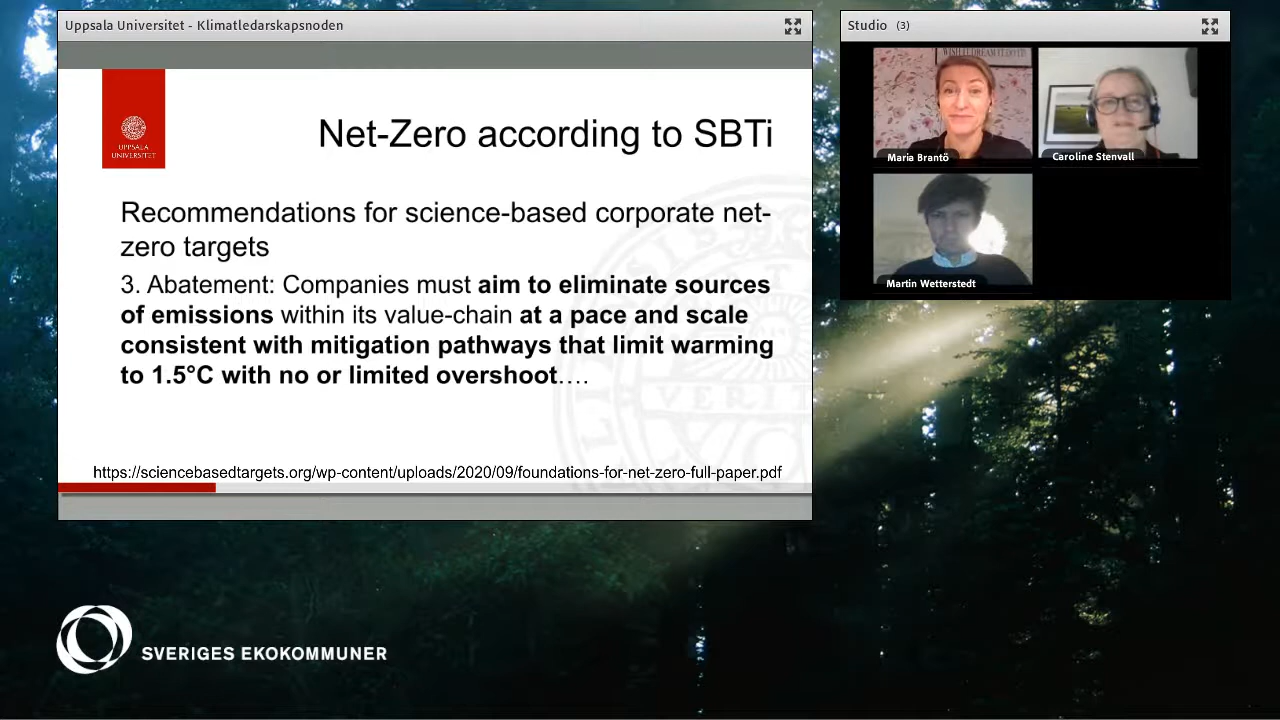 Uppsala Universitet - Klimatledarskapsnoden
UPPSALA
UNIVERSITET
Net-Zero according to SBTi
Recommendations for science-based corporate net-
zero targets
3. Abatement: Companies must aim to eliminate sources
of emissions within its value-chain at a pace and scale
consistent with mitigation pathways that limit warming
to 1.5°C with no or limited overshoot….
VERIT
https://sciencebasedtargets.org/wp-content/uploads/2020/09/foundations-for-net-zero-full-paper.pdf
Studio (3)
Maria Brantö
Caroline Stenvall
Martin Wetterstedt
SVERIGES EKOKOMMUNER